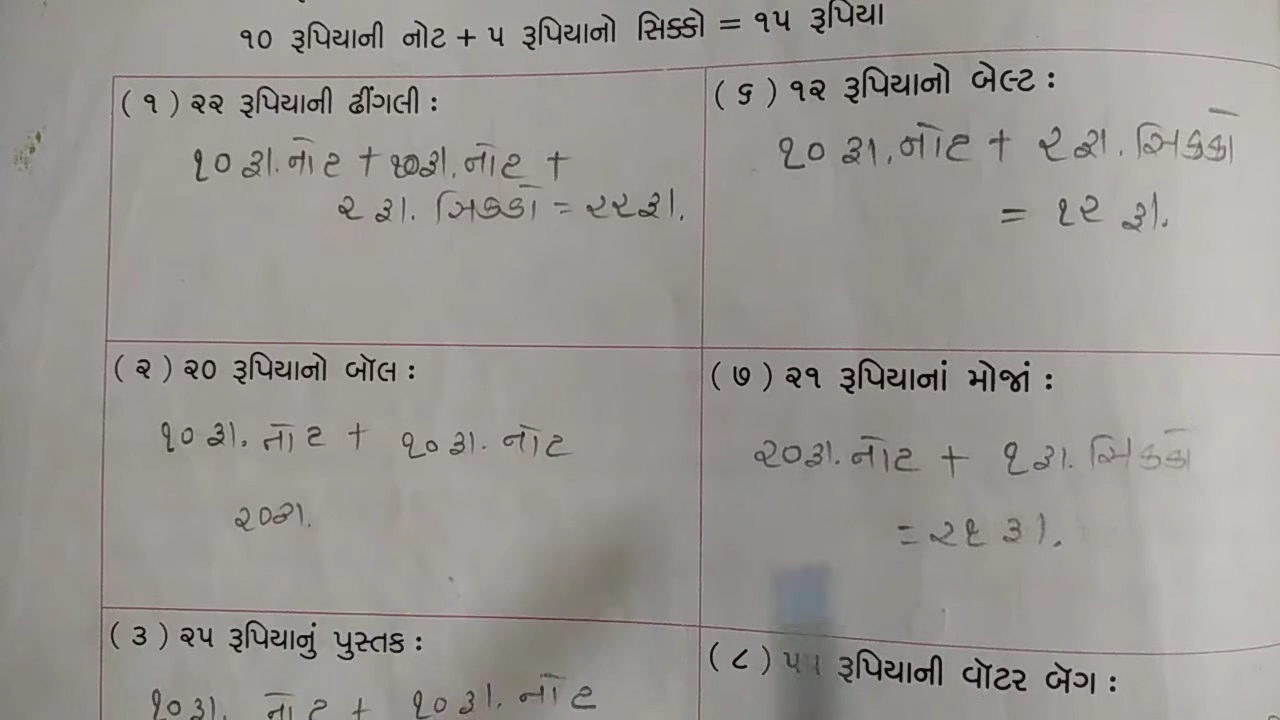 ૧૦ રૂપિયાની નોટ + ૫ રૂપિયાનો સિક્કો = ૧૫ રૂપિયા
(૧) ૨૨ રૂપિયાની ઢીંગલી :
૧૦ રૂા. નોટ + ૧૦ રૂા. નોટ +
૨ રૂા. સિક્કો = ૨૨ રૂા.
(૨) ૨૦ રૂપિયાનો બૉલ :
૧૦ રૂા. નોટ + ૧૦ રૂા. નોટ
૨૦ રૂા.
(૩) ૨૫ રૂપિયાનું પુસ્તક :
૧૦ રૂા. નોટ + ૧૦ રૂા. નોટ
(૬) ૧૨ રૂપિયાનો બેલ્ટ :
૧૦ રૂા. નોટ + ૨ રૂા. સિક્કો
= ૧૨ રૂા.
(૭) ૨૧ રૂપિયાનાં મોજાં :
૨૦ રૂા. નોટ + ૧ રૂા. સિક્કો
= ૨૧ રૂા.
(૮) રૂપિયાની વૉટર બૅગ :